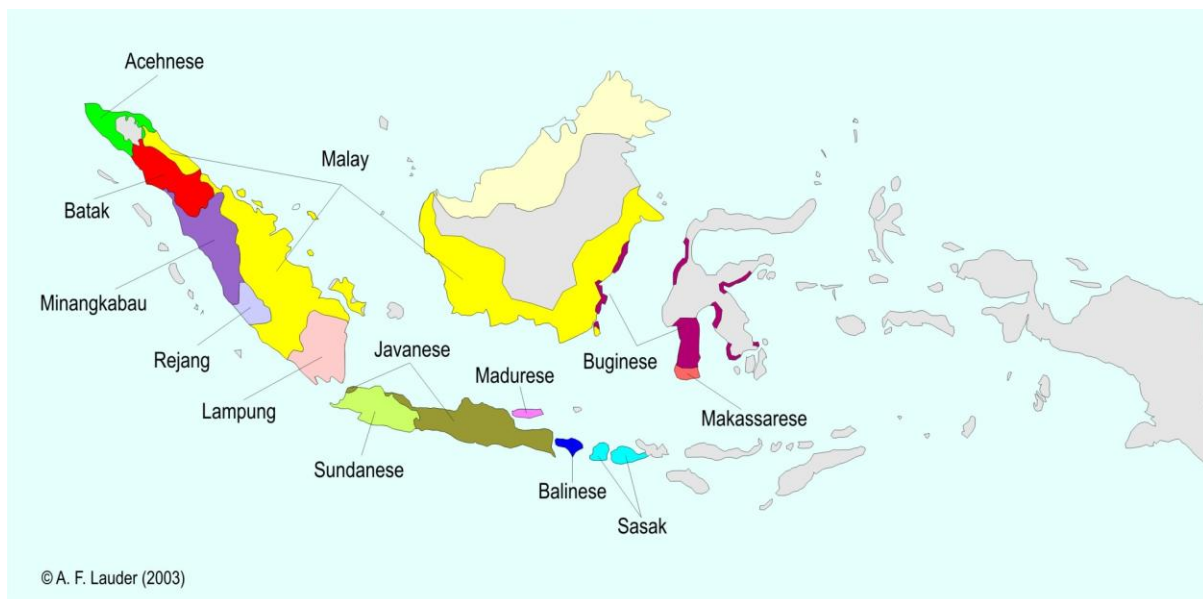 Acehnese
Malay
Batak
Minangkabau
Rejang
Lampung
Javanese
Madurese
Sundanese
Balinese
Sasak
Buginese
Makassarese
© A. F. Lauder (2003)